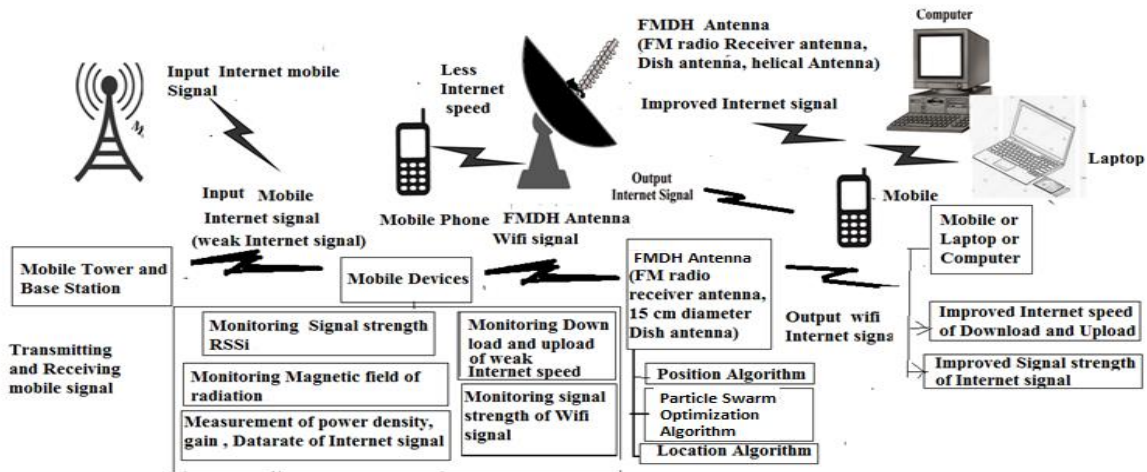 Computer
FMDH Antenna
(FM radio Receiver antenna,
Dish antenna, helical Antenna)
Input Internet mobile
Signal
Less
Internet
speed
Improved Internet signal
M.
Laptop
Output
Internet Signal
Input Mobile
Internet signal
(weak Internet signal)
Mobile Phone
FMDH Antenna
Wifi signal
Mobile
Mobile or
Laptop or
Computer
Mobile Tower and
Base Station
Mobile Devices
FMDH Antenna
(FM radio
receiver antenna,
15 cm diameter
Dish antenna)
Output wifi
Internet signa
Monitoring Signal strength
RSSi
Monitoring Down
load and upload
of weak
Internet speed
Improved Internet speed
of Download and Upload
Transmitting
and Receiving
mobile signal
Monitoring Magnetic field of
radiation
Position Algorithm
Improved Signal strength
of Internet signal
Measurement of power density,
gain , Datarate of Internet signal
Monitoring signal
strength of Wifi
signal
Particle Swarm
Optimization
Algorithm
Location Algorithm